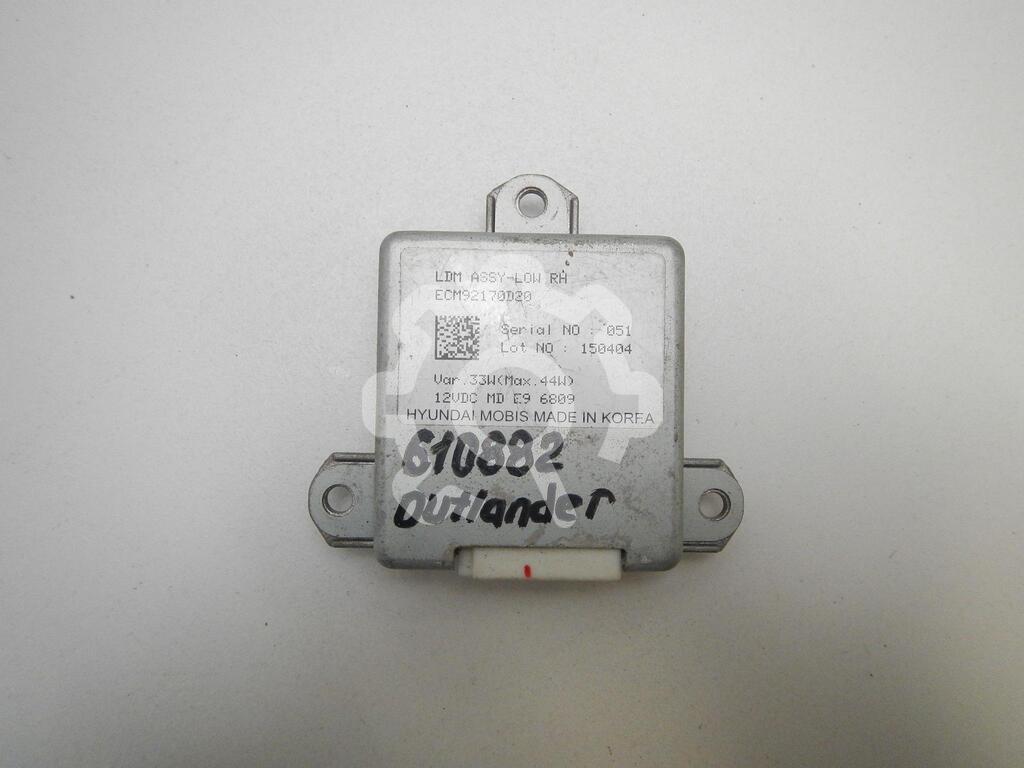 LDM ASSY-LOW RH
ECM92170D20
Serial NO : 051
Lot NO : 150404
Var.33W(Max.44W)
12VDC MD E9 6809
HYUNDAI MOBIS MADE IN KOREA
610882
outlander